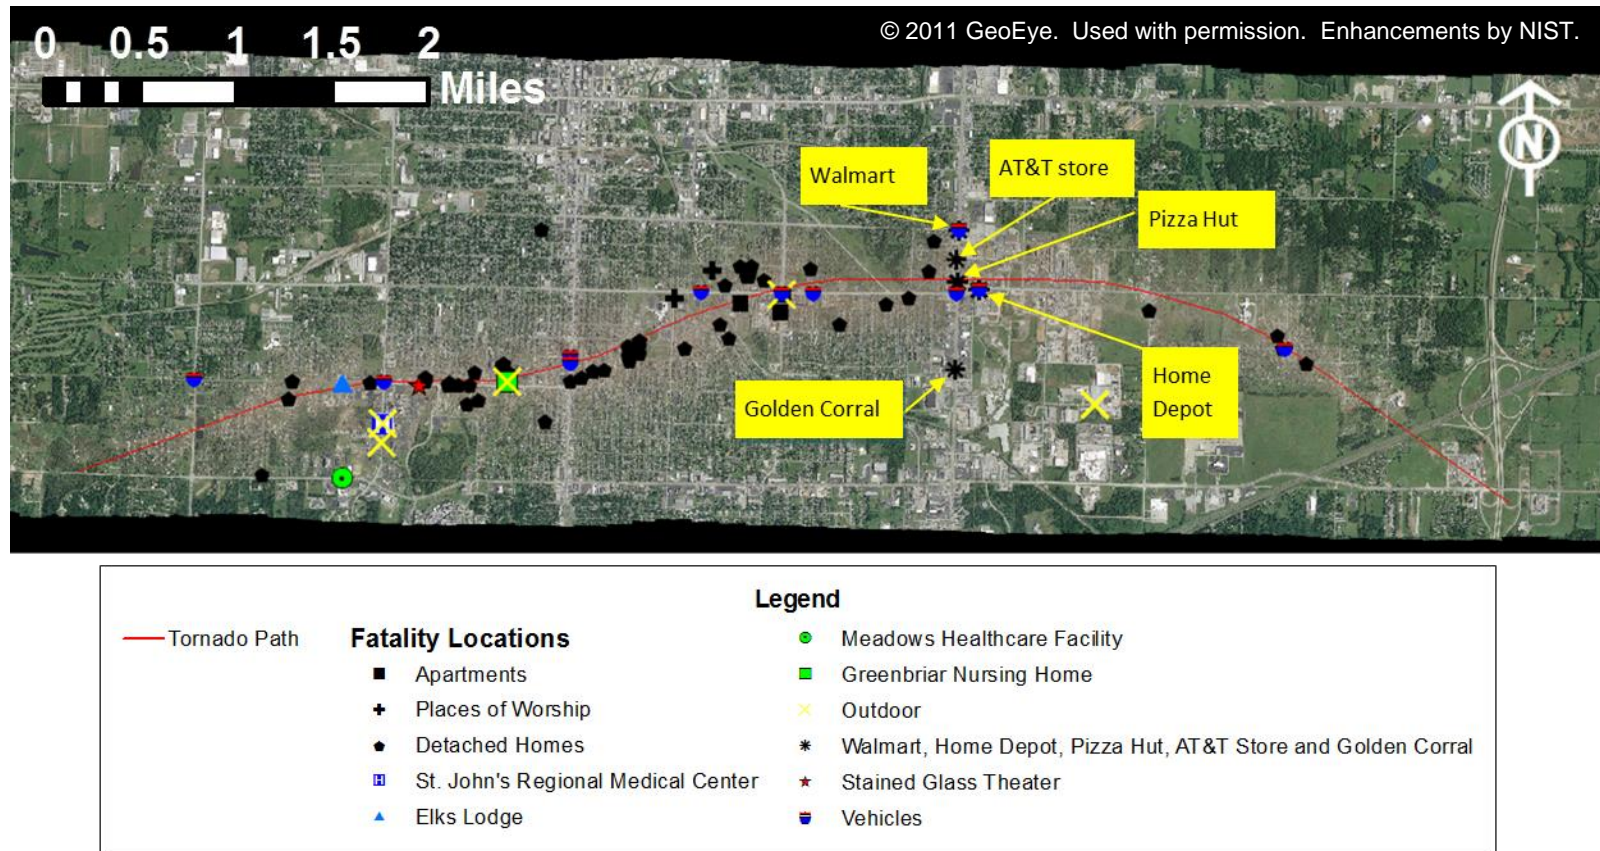 © 2011 GeoEye. Used with permission. Enhancements by NIST.
0 0.5 1 1.5 2
Miles
N
Walmart
AT&T store
Pizza Hut
Golden Corral
Home
Depot
H
Legend
Tornado Path
Fatality Locations
Apartments
Places of Worship
Detached Homes
H St. John's Regional Medical Center
Elks Lodge
Meadows Healthcare Facility
Greenbriar Nursing Home
Outdoor
Walmart, Home Depot, Pizza Hut, AT&T Store and Golden Corral
Stained Glass Theater
Vehicles